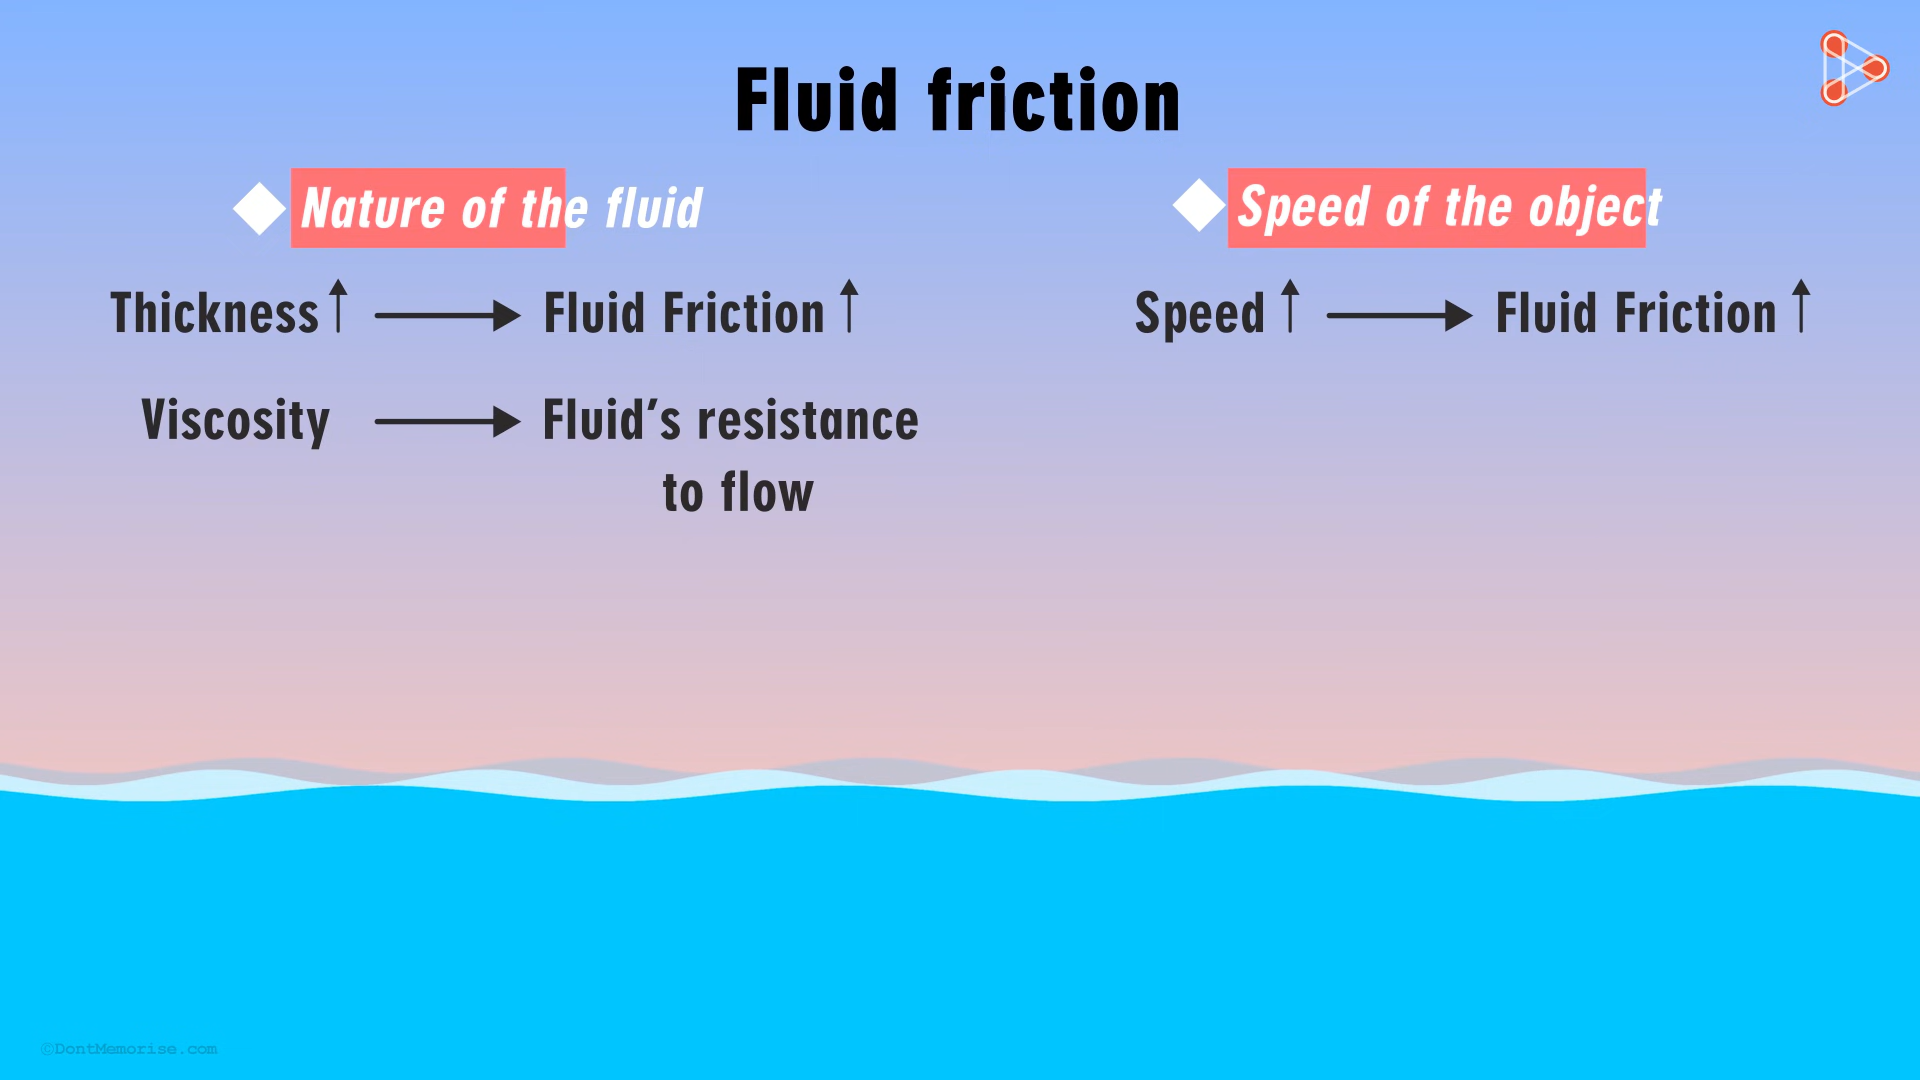 Fluid friction
Nature of the fluid
Thickness ↑ → Fluid Friction ↑
Viscosity → Fluid’s resistance
to flow
Speed of the object
Speed ↑ → Fluid Friction ↑
©DontMemorise.com